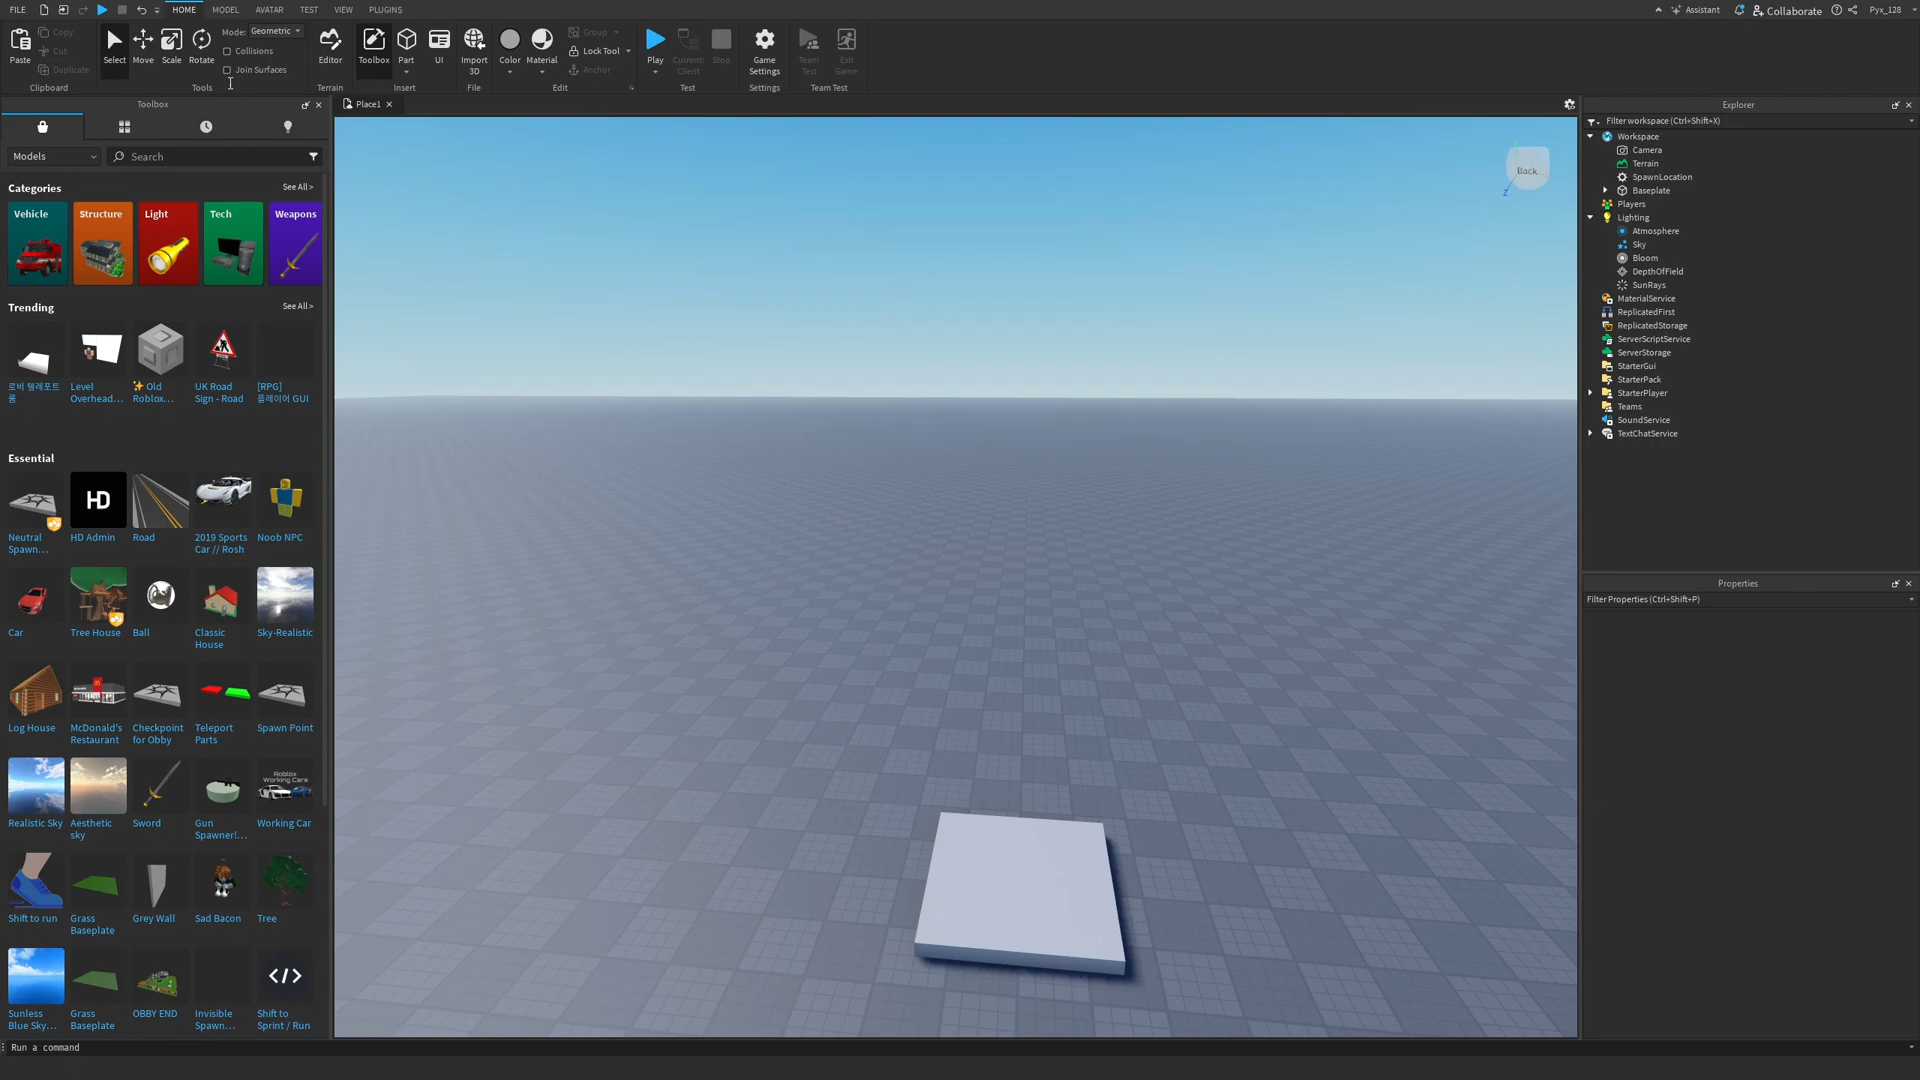 FILE
HOME
MODEL
AVATAR
TEST
VIEW
PLUGINS
Assistant
Collaborate
Pyx_128
Paste
Copy
Cut
Duplicate
Clipboard
Select
Move
Scale
Rotate
Mode:
Geometric
Collisions
Join Surfaces
Tools
Editor
Terrain
Toolbox
Part
UI
Insert
Import
3D
File
Color
Material
Group
Lock Tool
Anchor
Edit
Play
Current:
Client
Stop
Test
Game
Settings
Settings
Team
Test
Exit
Game
Team Test
Toolbox
Models
Search
Categories
See All >
Vehicle
Structure
Light
Tech
Weapons
Trending
See All >
로비 텔레포트
룸
Level
Overhead...
✨ Old
Roblox...
UK Road
Sign - Road
[RPG]
플레이어 GUI
Essential
Neutral
Spawn...
HD
HD Admin
Road
2019 Sports
Car // Rosh
Noob NPC
Car
Tree House
Ball
Classic
House
Sky-Realistic
Log House
McDonald's
Restaurant
Checkpoint
for Obby
Teleport
Parts
Spawn Point
Realistic Sky
Aesthetic
sky
Sword
Gun
Spawner!...
Roblox
Working Cars
Working Car
Shift to run
Grass
Baseplate
Grey Wall
Sad Bacon
Tree
Sunless
Blue Sky...
Grass
Baseplate
OBBY END
Invisible
Spawn...
</>
Shift to
Sprint / Run
Run a command
Place1
Back
Z
Explorer
Filter workspace (Ctrl+Shift+X)
Workspace
Camera
Terrain
SpawnLocation
Baseplate
Players
Lighting
Atmosphere
Sky
Bloom
DepthOfField
SunRays
MaterialService
ReplicatedFirst
ReplicatedStorage
ServerScriptService
ServerStorage
StarterGui
StarterPack
StarterPlayer
Teams
SoundService
TextChatService
Properties
Filter Properties (Ctrl+Shift+P)